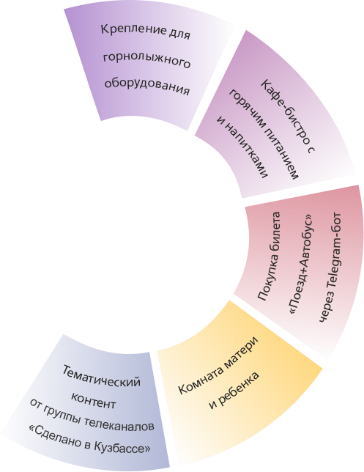 Крепление для
горнолыжного
оборудования
Кафе-бистро с
горячим питанием
и напитками
Покупка билета
«Поезд+Автобус»
через Telegram-бот
Комната матери
и ребенка
Тематический
контент
от группы телеканалов
«Сделано в Кузбассе»